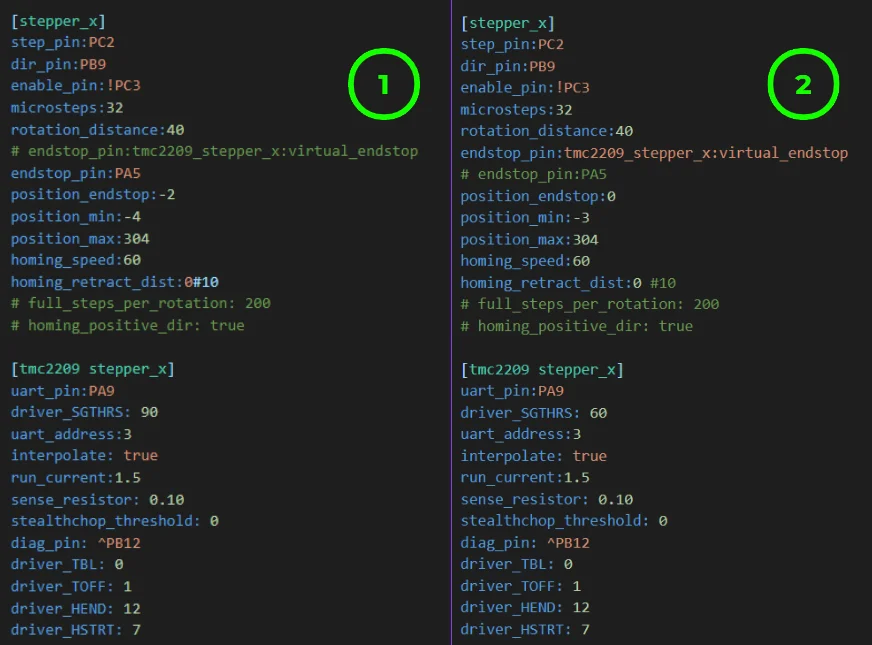 [stepper_x]
step_pin:PC2
dir_pin:PB9
enable_pin:!PC3
microsteps:32
rotation_distance:40
# endstop_pin:tmc2209_stepper_x:virtual_endstop
endstop_pin:PA5
position_endstop:-2
position_min:-4
position_max:304
homing_speed:60
homing_retract_dist:0#10
# full_steps_per_rotation: 200
# homing_positive_dir: true
[tmc2209 stepper_x]
uart_pin:PA9
driver_SGTHRS: 90
uart_address:3
interpolate: true
run_current:1.5
sense_resistor: 0.10
stealthchop_threshold: 0
diag_pin: ^PB12
driver_TBL: 0
driver_TOFF: 1
driver_HEND: 12
driver_HSTRT: 7
1
[stepper_x]
step_pin:PC2
dir_pin:PB9
enable_pin:!PC3
microsteps:32
rotation_distance:40
endstop_pin:tmc2209_stepper_x:virtual_endstop
# endstop_pin:PA5
position_endstop:0
position_min:-3
position_max:304
homing_speed:60
homing_retract_dist:0 #10
# full_steps_per_rotation: 200
# homing_positive_dir: true
[tmc2209 stepper_x]
uart_pin:PA9
driver_SGTHRS: 60
uart_address:3
interpolate: true
run_current:1.5
sense_resistor: 0.10
stealthchop_threshold: 0
diag_pin: ^PB12
driver_TBL: 0
driver_TOFF: 1
driver_HEND: 12
driver_HSTRT: 7
2